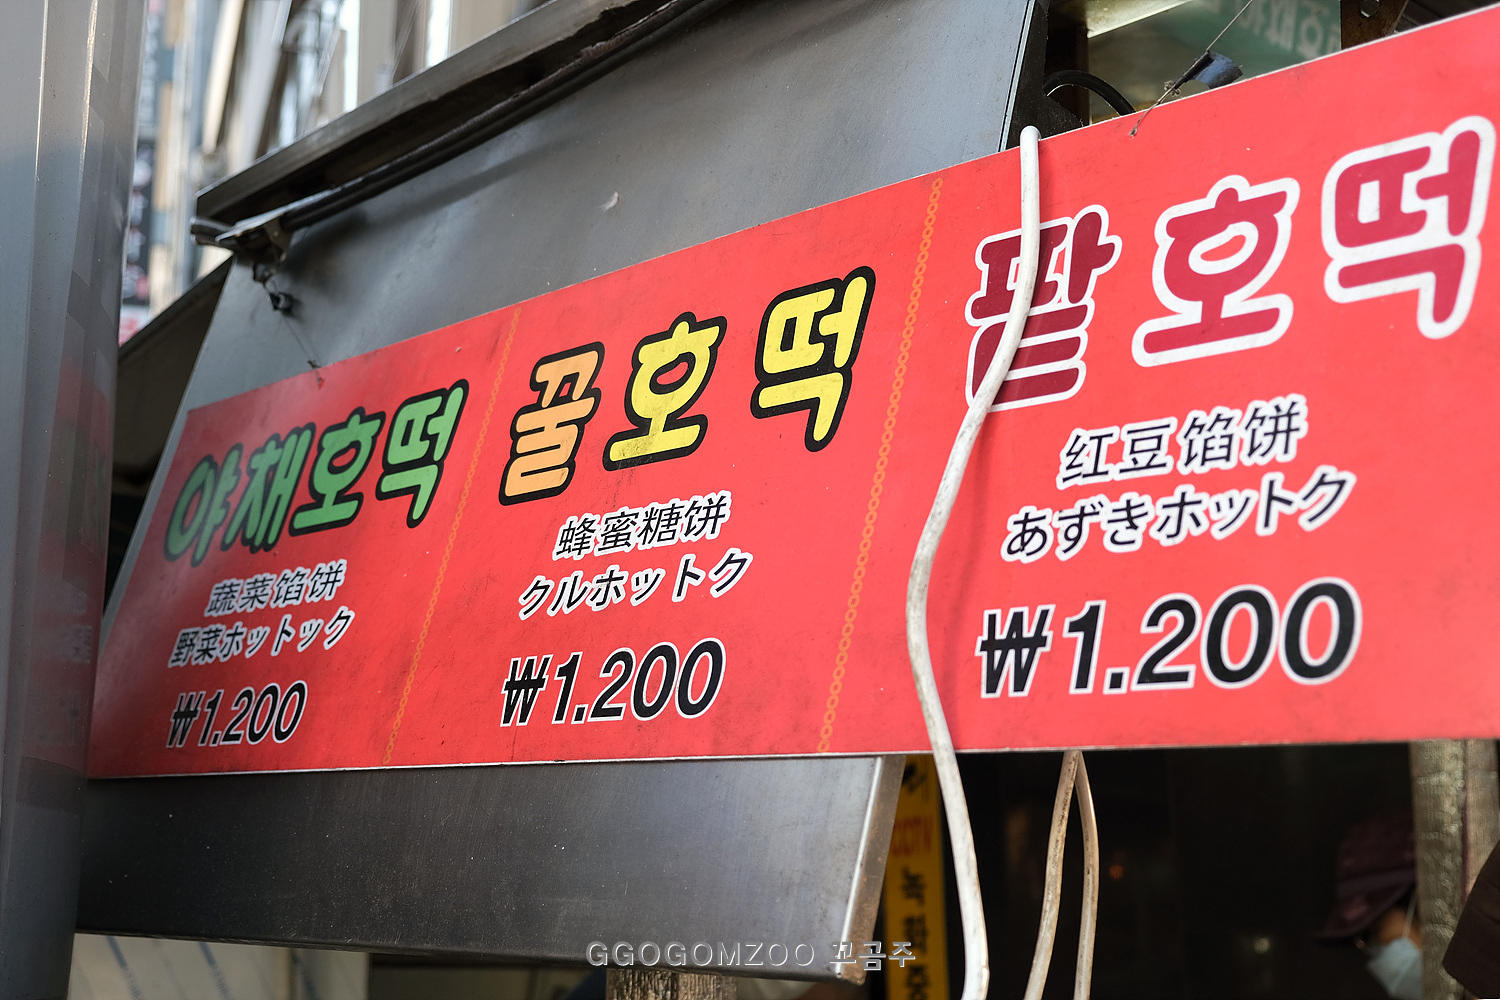 야채호떡
蔬菜馅饼
野菜ホットック
₩1.200
꿀호떡
蜂蜜糖饼
クルホットク
₩1.200
팥호떡
红豆馅饼
あずきホットク
₩1.200
CCTV
GGOGOMZOO 꼬곰주